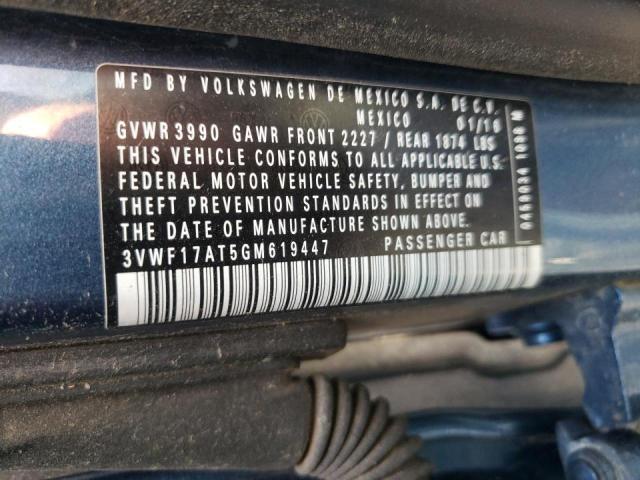 MFD BY VOLKSWAGEN DE MEXICO S.A. DE C.V.
MEXICO 01/16
GVWR 3990 GAWR FRONT 2227 / REAR 1874 LBS
THIS VEHICLE CONFORMS TO ALL APPLICABLE U.S.
FEDERAL MOTOR VEHICLE SAFETY, BUMPER AND
THEFT PREVENTION STANDARDS IN EFFECT ON
THE DATE OF MANUFACTURE SHOWN ABOVE.
3VWF17AT5GM619447 PASSENGER CAR